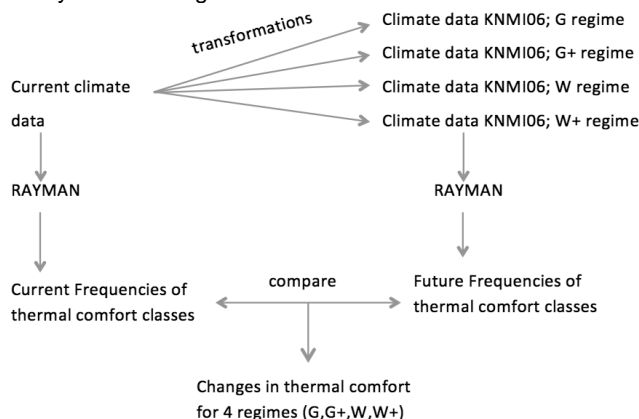 transformations
Climate data KNMI06; G regime
Climate data KNMI06; G+ regime
Current climate
Climate data KNMI06; W regime
data
Climate data KNMI06; W+ regime
RAYMAN
RAYMAN
Current Frequencies of
thermal comfort classes
compare
Future Frequencies of
thermal comfort classes
Changes in thermal comfort
for 4 regimes (G,G+,W,W+)